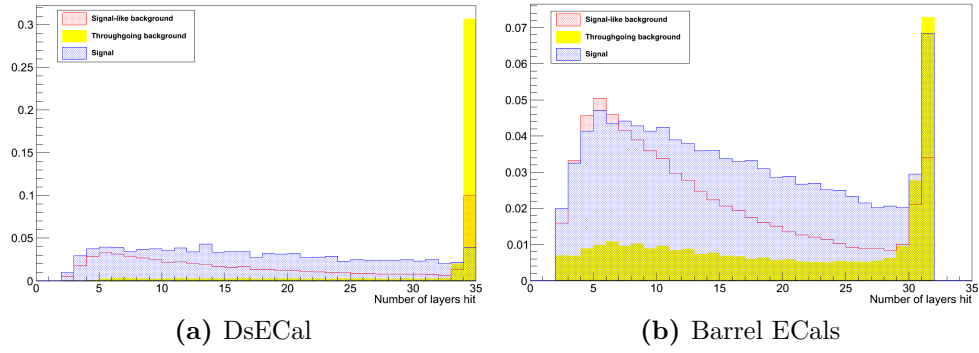 Signal-like background
Throughgoing background
Signal
0.3
0.25
0.2
0.15
0.1
0.05
0
0 5 10 15 20 25 30 35
Number of layers hit
(a) DsECal
Signal-like background
Throughgoing background
Signal
0.07
0.06
0.05
0.04
0.03
0.02
0.01
0
0 5 10 15 20 25 30 35
Number of layers hit
(b) Barrel ECals